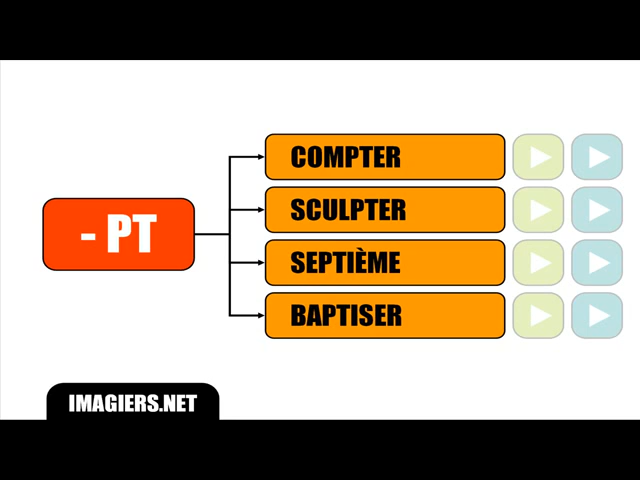 COMPTER
SCULPTER
- PT
SEPTIÈME
BAPTISER
IMAGIERS.NET